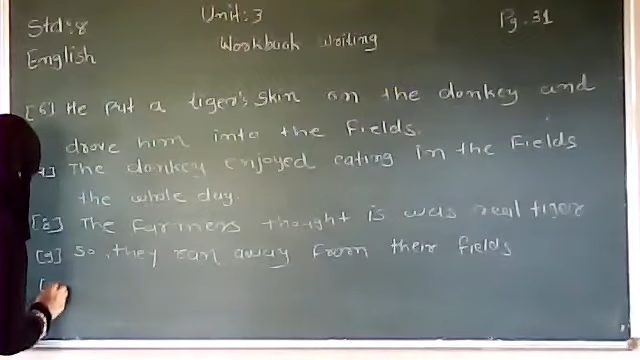 Std:8
Unit:3
Pg.31
English
Workbook writing
[6] He put a tiger's skin on the donkey and
drove him into the fields.
The donkey enjoyed eating in the fields
the whole day.
[8] The farmers thought is was real tiger
[9] so, they ran away from their fields
[